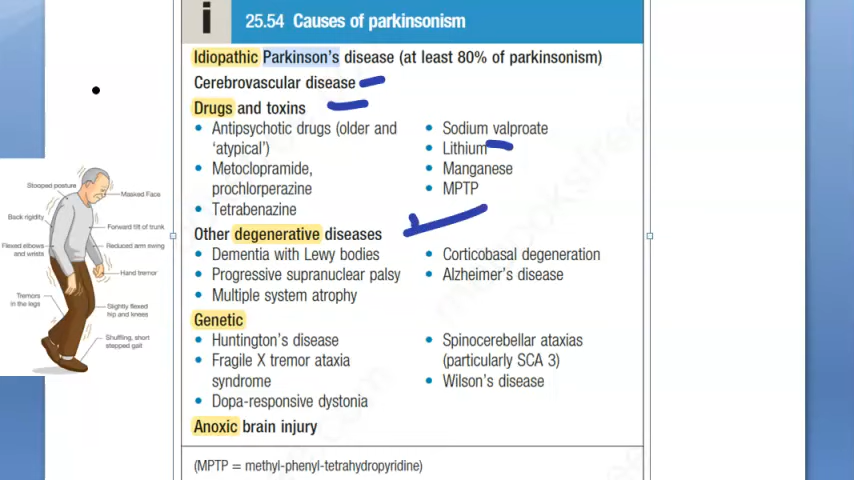 i 25.54 Causes of parkinsonism
Idiopathic Parkinson's disease (at least 80% of parkinsonism)
Cerebrovascular disease
Drugs and toxins
• Antipsychotic drugs (older and
'atypical')
• Metoclopramide,
prochlorperazine
• Tetrabenazine
• Sodium valproate
• Lithium
• Manganese
• MPTP
Other degenerative diseases
• Dementia with Lewy bodies
• Progressive supranuclear palsy
• Multiple system atrophy
• Corticobasal degeneration
• Alzheimer's disease
Genetic
• Huntington's disease
• Fragile X tremor ataxia
syndrome
• Dopa-responsive dystonia
• Spinocerebellar ataxias
(particularly SCA 3)
• Wilson's disease
Anoxic brain injury
(MPTP = methyl-phenyl-tetrahydropyridine)
Stooped posture
Masked Face
Back rigidity
Forward tilt of trunk
Flexed elbows
and wrists
Reduced arm swing
Hand tremor
Tremors
in the legs
Slightly flexed
hip and knees
Shuffling, short
stepped gait